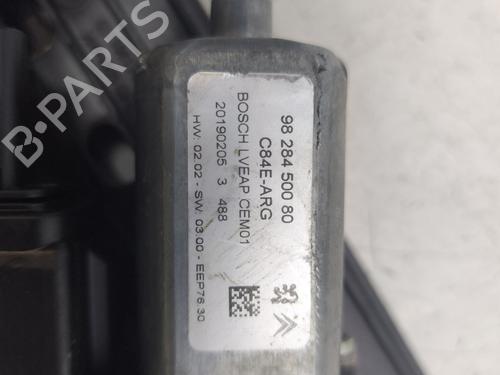 98 284 500 80
C84E-ARG
BOSCH LVEAP CEM01
20190205 3 488
HW: 02.02 - SW: 03.00 - EEP76.30
B-PARTS